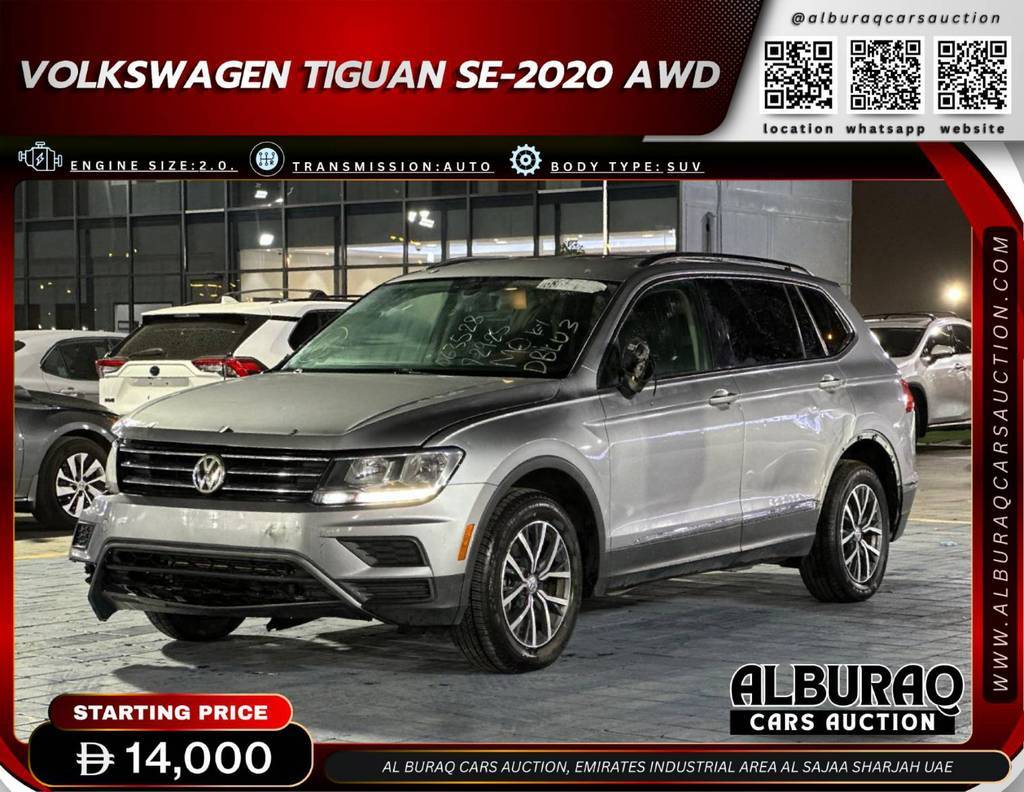 @alburaqcarsauction
VOLKSWAGEN TIGUAN SE-2020 AWD
location whatsapp website
ENGINE SIZE:2.0. TRANSMISSION:AUTO BODY TYPE: SUV
WWW.ALBURAQCARSAUCTION.COM
ALBURAQ
CARS AUCTION
STARTING PRICE
14,000
AL BURAQ CARS AUCTION, EMIRATES INDUSTRIAL AREA AL SAJAA SHARJAH UAE